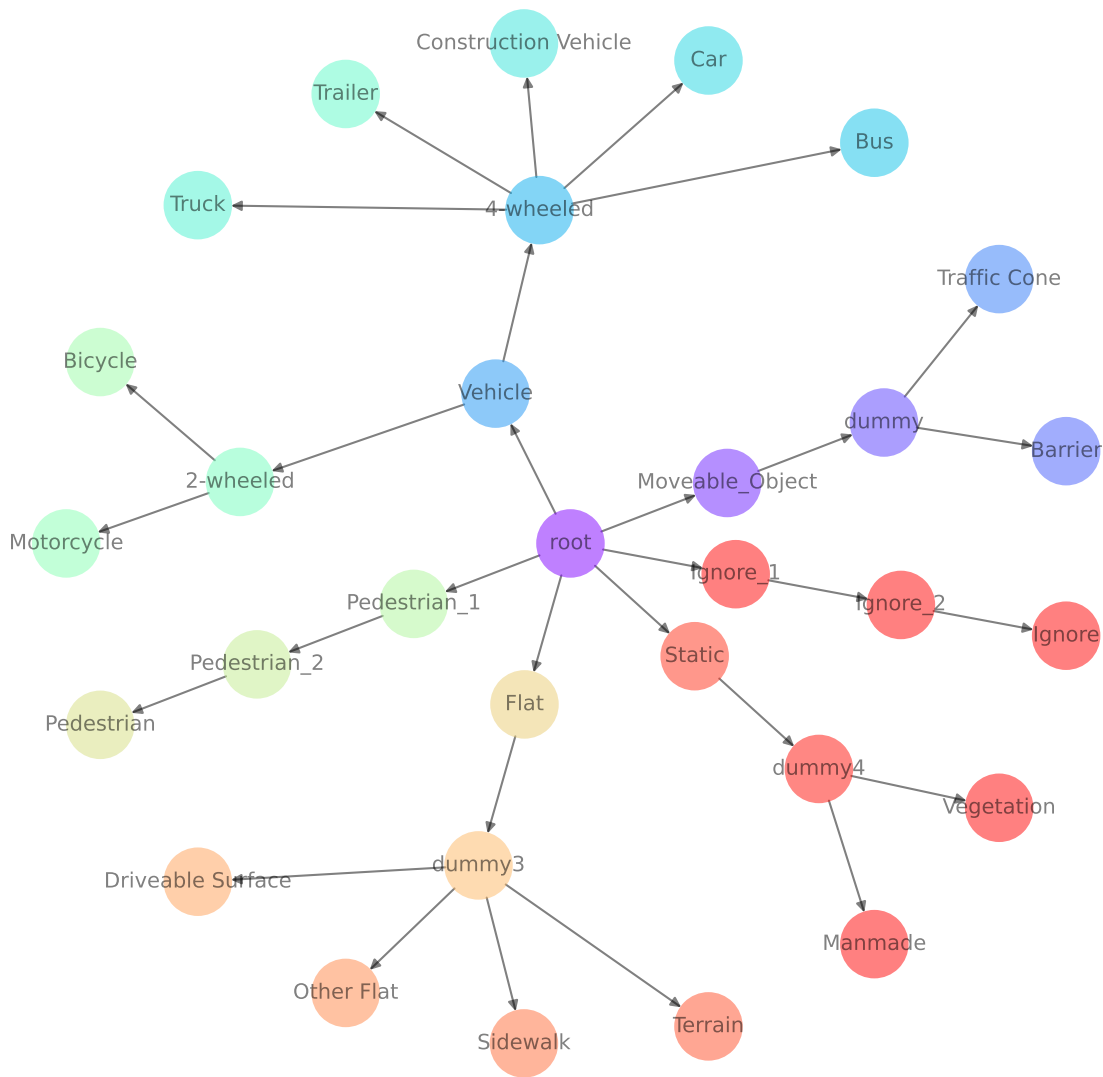 Construction Vehicle
Car
Trailer
Bus
Truck
4-wheeled
Traffic Cone
Bicycle
Vehicle
dummy
Barrier
2-wheeled
Moveable_Object
Motorcycle
root
Ignore_1
Pedestrian_1
Ignore_2
Ignore
Static
Pedestrian_2
Flat
Pedestrian
dummy4
Vegetation
dummy3
Driveable Surface
Manmade
Other Flat
Terrain
Sidewalk